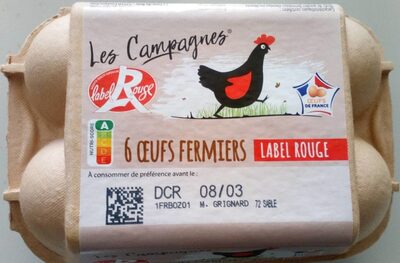 Les Campagnes®
Label Rouge
ŒUFS
DE FRANCE
NUTRI-SCORE
A
6 ŒUFS FERMIERS LABEL ROUGE
À consommer de préférence avant le :
DCR 08/03
1FRBOZ01 M. GRIGNARD 72 SABLE